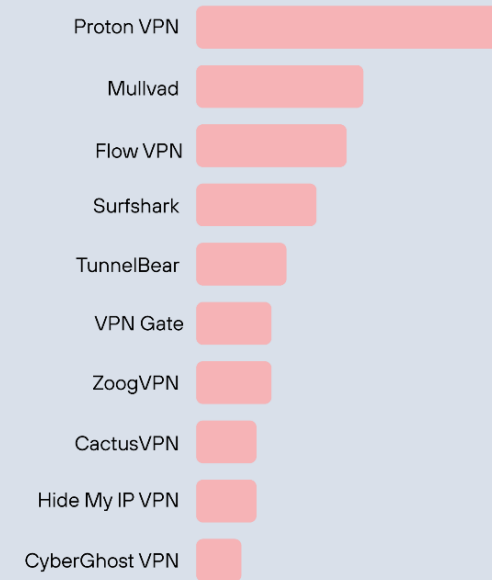 Proton VPN
Mullvad
Flow VPN
Surfshark
TunnelBear
VPN Gate
ZoogVPN
CactusVPN
Hide My IP VPN
CyberGhost VPN